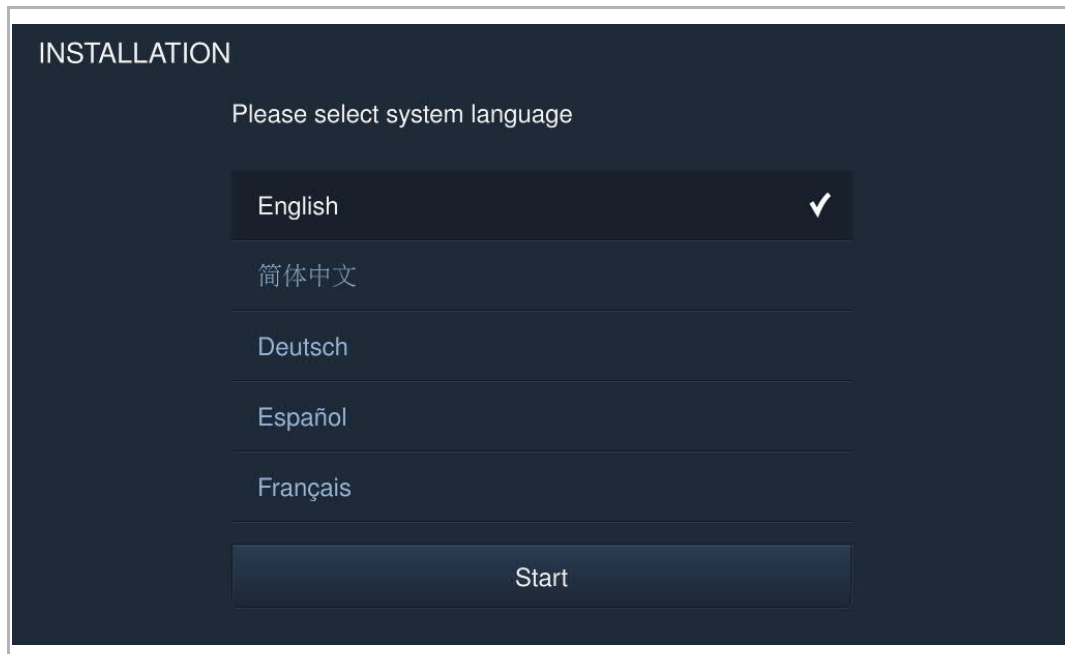 INSTALLATION
Please select system language
English
简体中文
Deutsch
Español
Français
Start